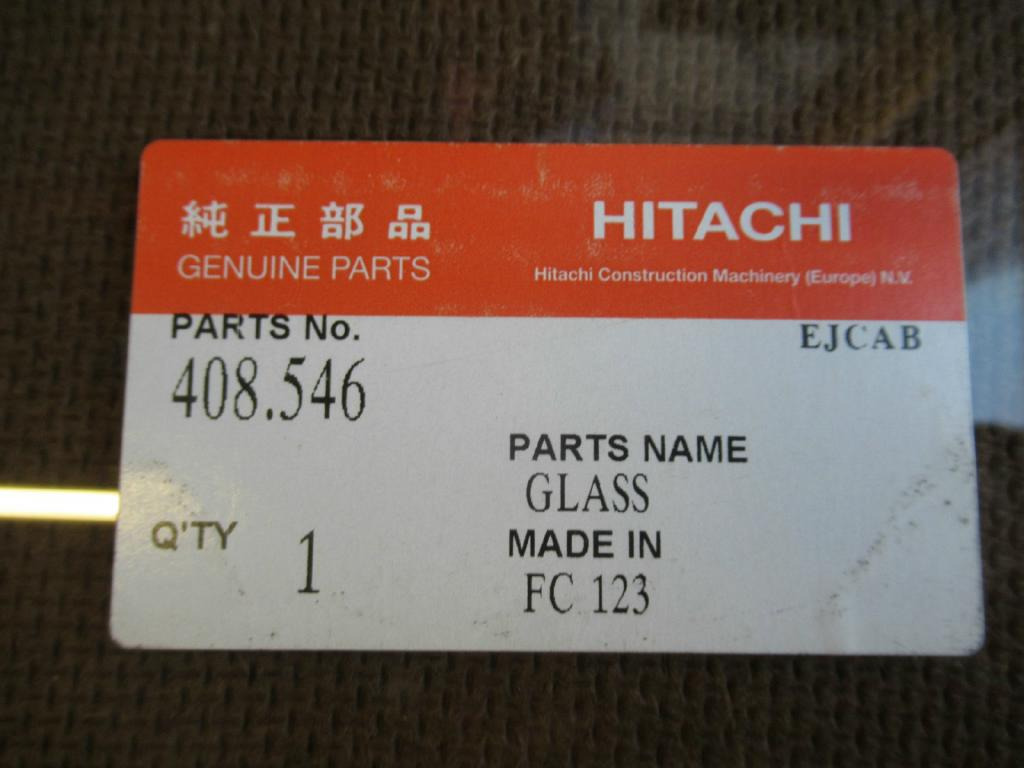 純正部品
HITACHI
GENUINE PARTS
Hitachi Construction Machinery (Europe) N.V.
PARTS No.
EJCAB
408.546
PARTS NAME
GLASS
Q'TY
1
MADE IN
FC 123